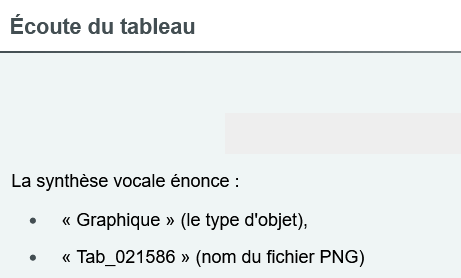 Écoute du tableau
La synthèse vocale énonce :
• « Graphique » (le type d'objet),
• « Tab_021586 » (nom du fichier PNG)